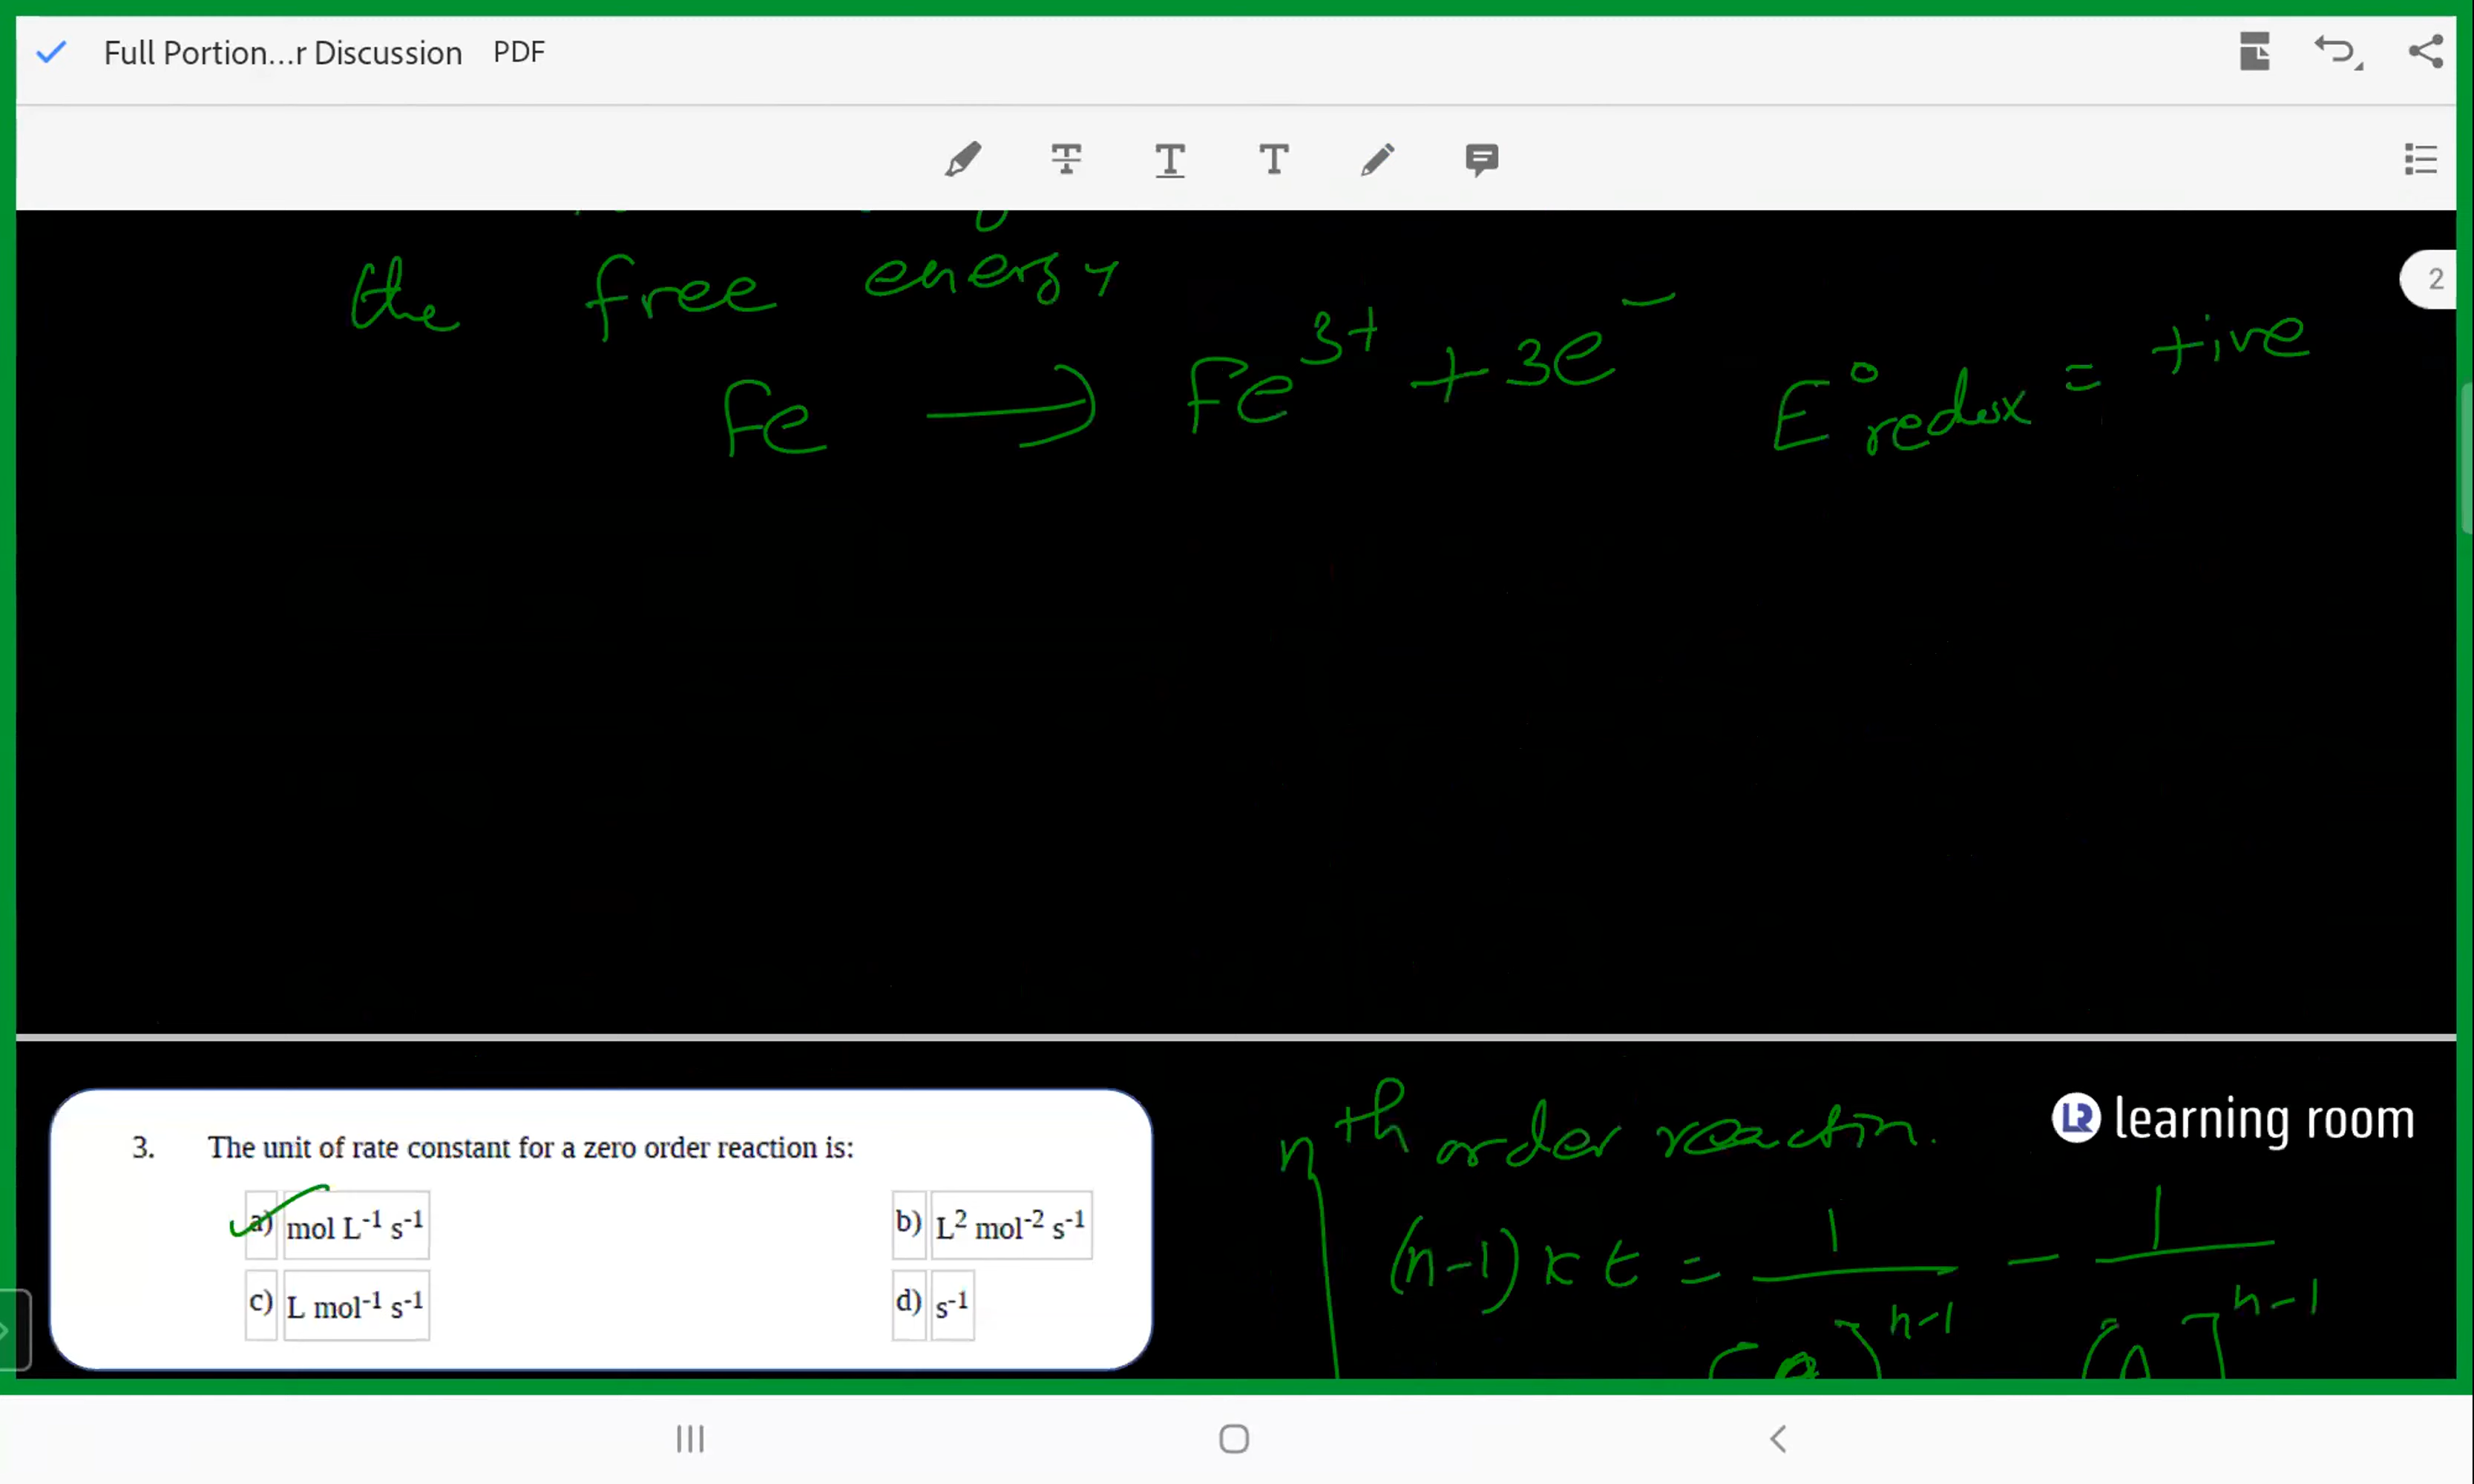 Full Portion...r Discussion PDF
the free energy
2
Fe → Fe³⁺ + 3e⁻ E° redox = +ive
3. The unit of rate constant for a zero order reaction is:
a) mol L⁻¹ s⁻¹ b) L² mol⁻² s⁻¹
c) L mol⁻¹ s⁻¹ d) s⁻¹
nth order reactin.
LR learning room
(n-1) K t = 1 - 1
n-1 n-1